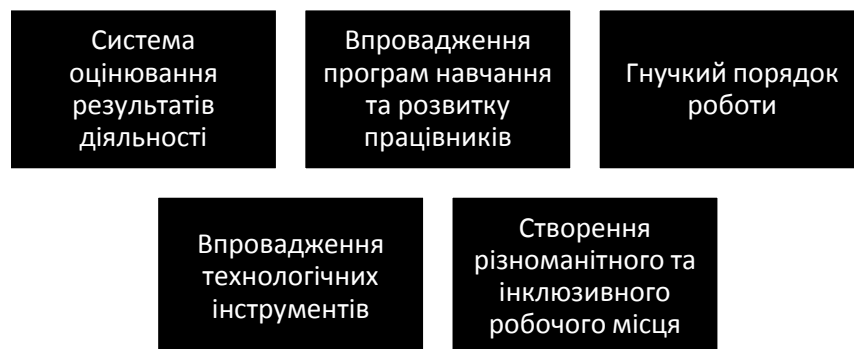 Система
оцінювання
результатів
діяльності
Впровадження
програм навчання
та розвитку
працівників
Гнучкий порядок
роботи
Впровадження
технологічних
інструментів
Створення
різноманітного та
інклюзивного
робочого місця